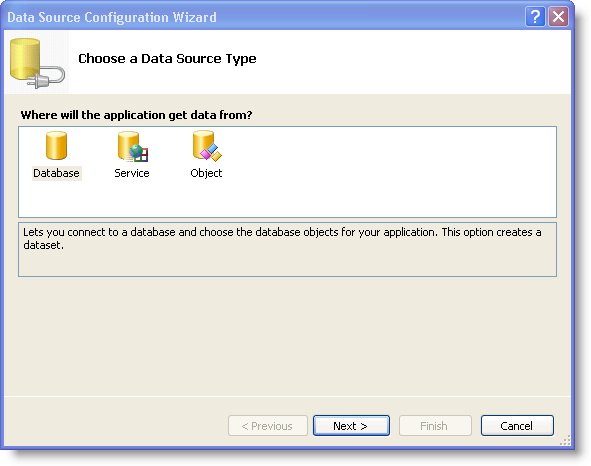 Data Source Configuration Wizard
?
Choose a Data Source Type
Where will the application get data from?
Database Service Object
Lets you connect to a database and choose the database objects for your application. This option creates a
dataset.
< Previous Next > Finish Cancel